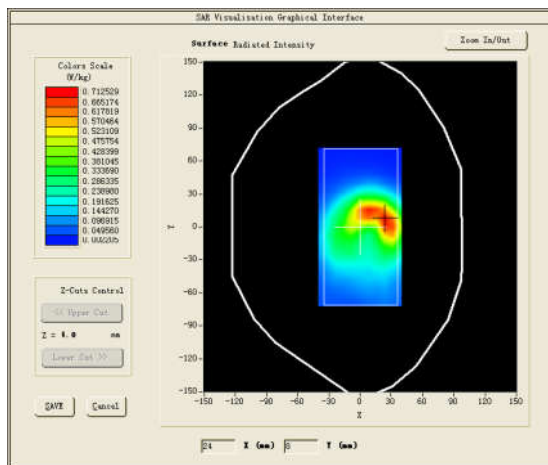 SAR Visualisation Graphical Interface
Surface Radiated Intensity
Zoom In/Out
Colors Scale
(W/kg)
0.712529
0.665174
0.617819
0.570464
0.523109
0.475754
0.428399
0.381045
0.333690
0.286335
0.238980
0.191625
0.144270
0.096915
0.049560
0.002205
Z-Cuts Control
<< Upper Cut
Z = 4.0 mm
Lower Cut >>
SAVE
Cancel
150
120
90
60
30
0
-30
-60
-90
-120
-150
Y
-150 -120 -90 -60 -30 0 30 60 90 120 150
X
24 X (mm) 8 Y (mm)